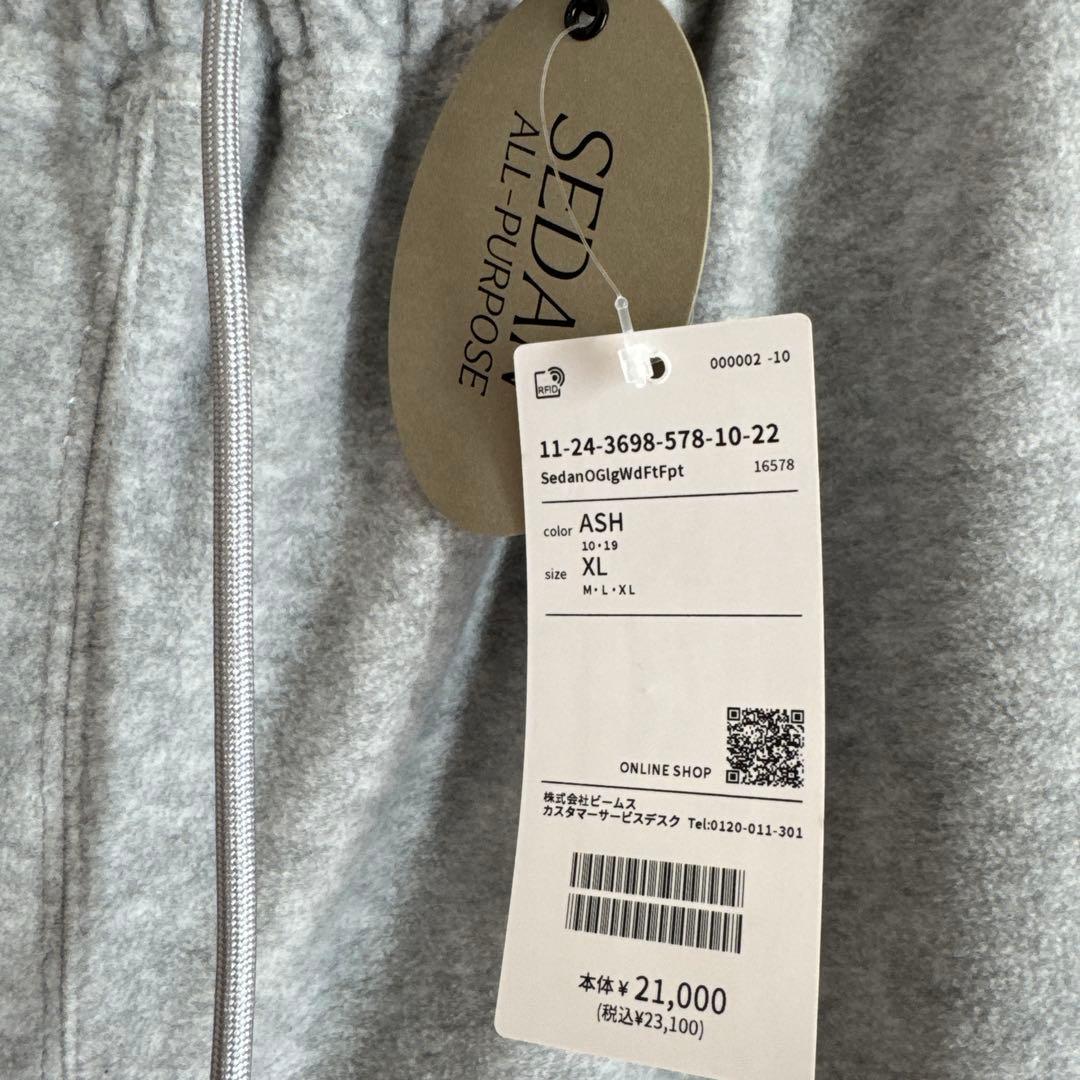 SEDAN
ALL-PURPOSE
RFID
000002 -10
11-24-3698-578-10-22
SedanOGlgWdFtFpt 16578
color ASH
10・19
size XL
M・L・XL
ONLINE SHOP
株式会社ビームス
カスタマーサービスデスク Tel:0120-011-301
本体¥21,000
(税込¥23,100)